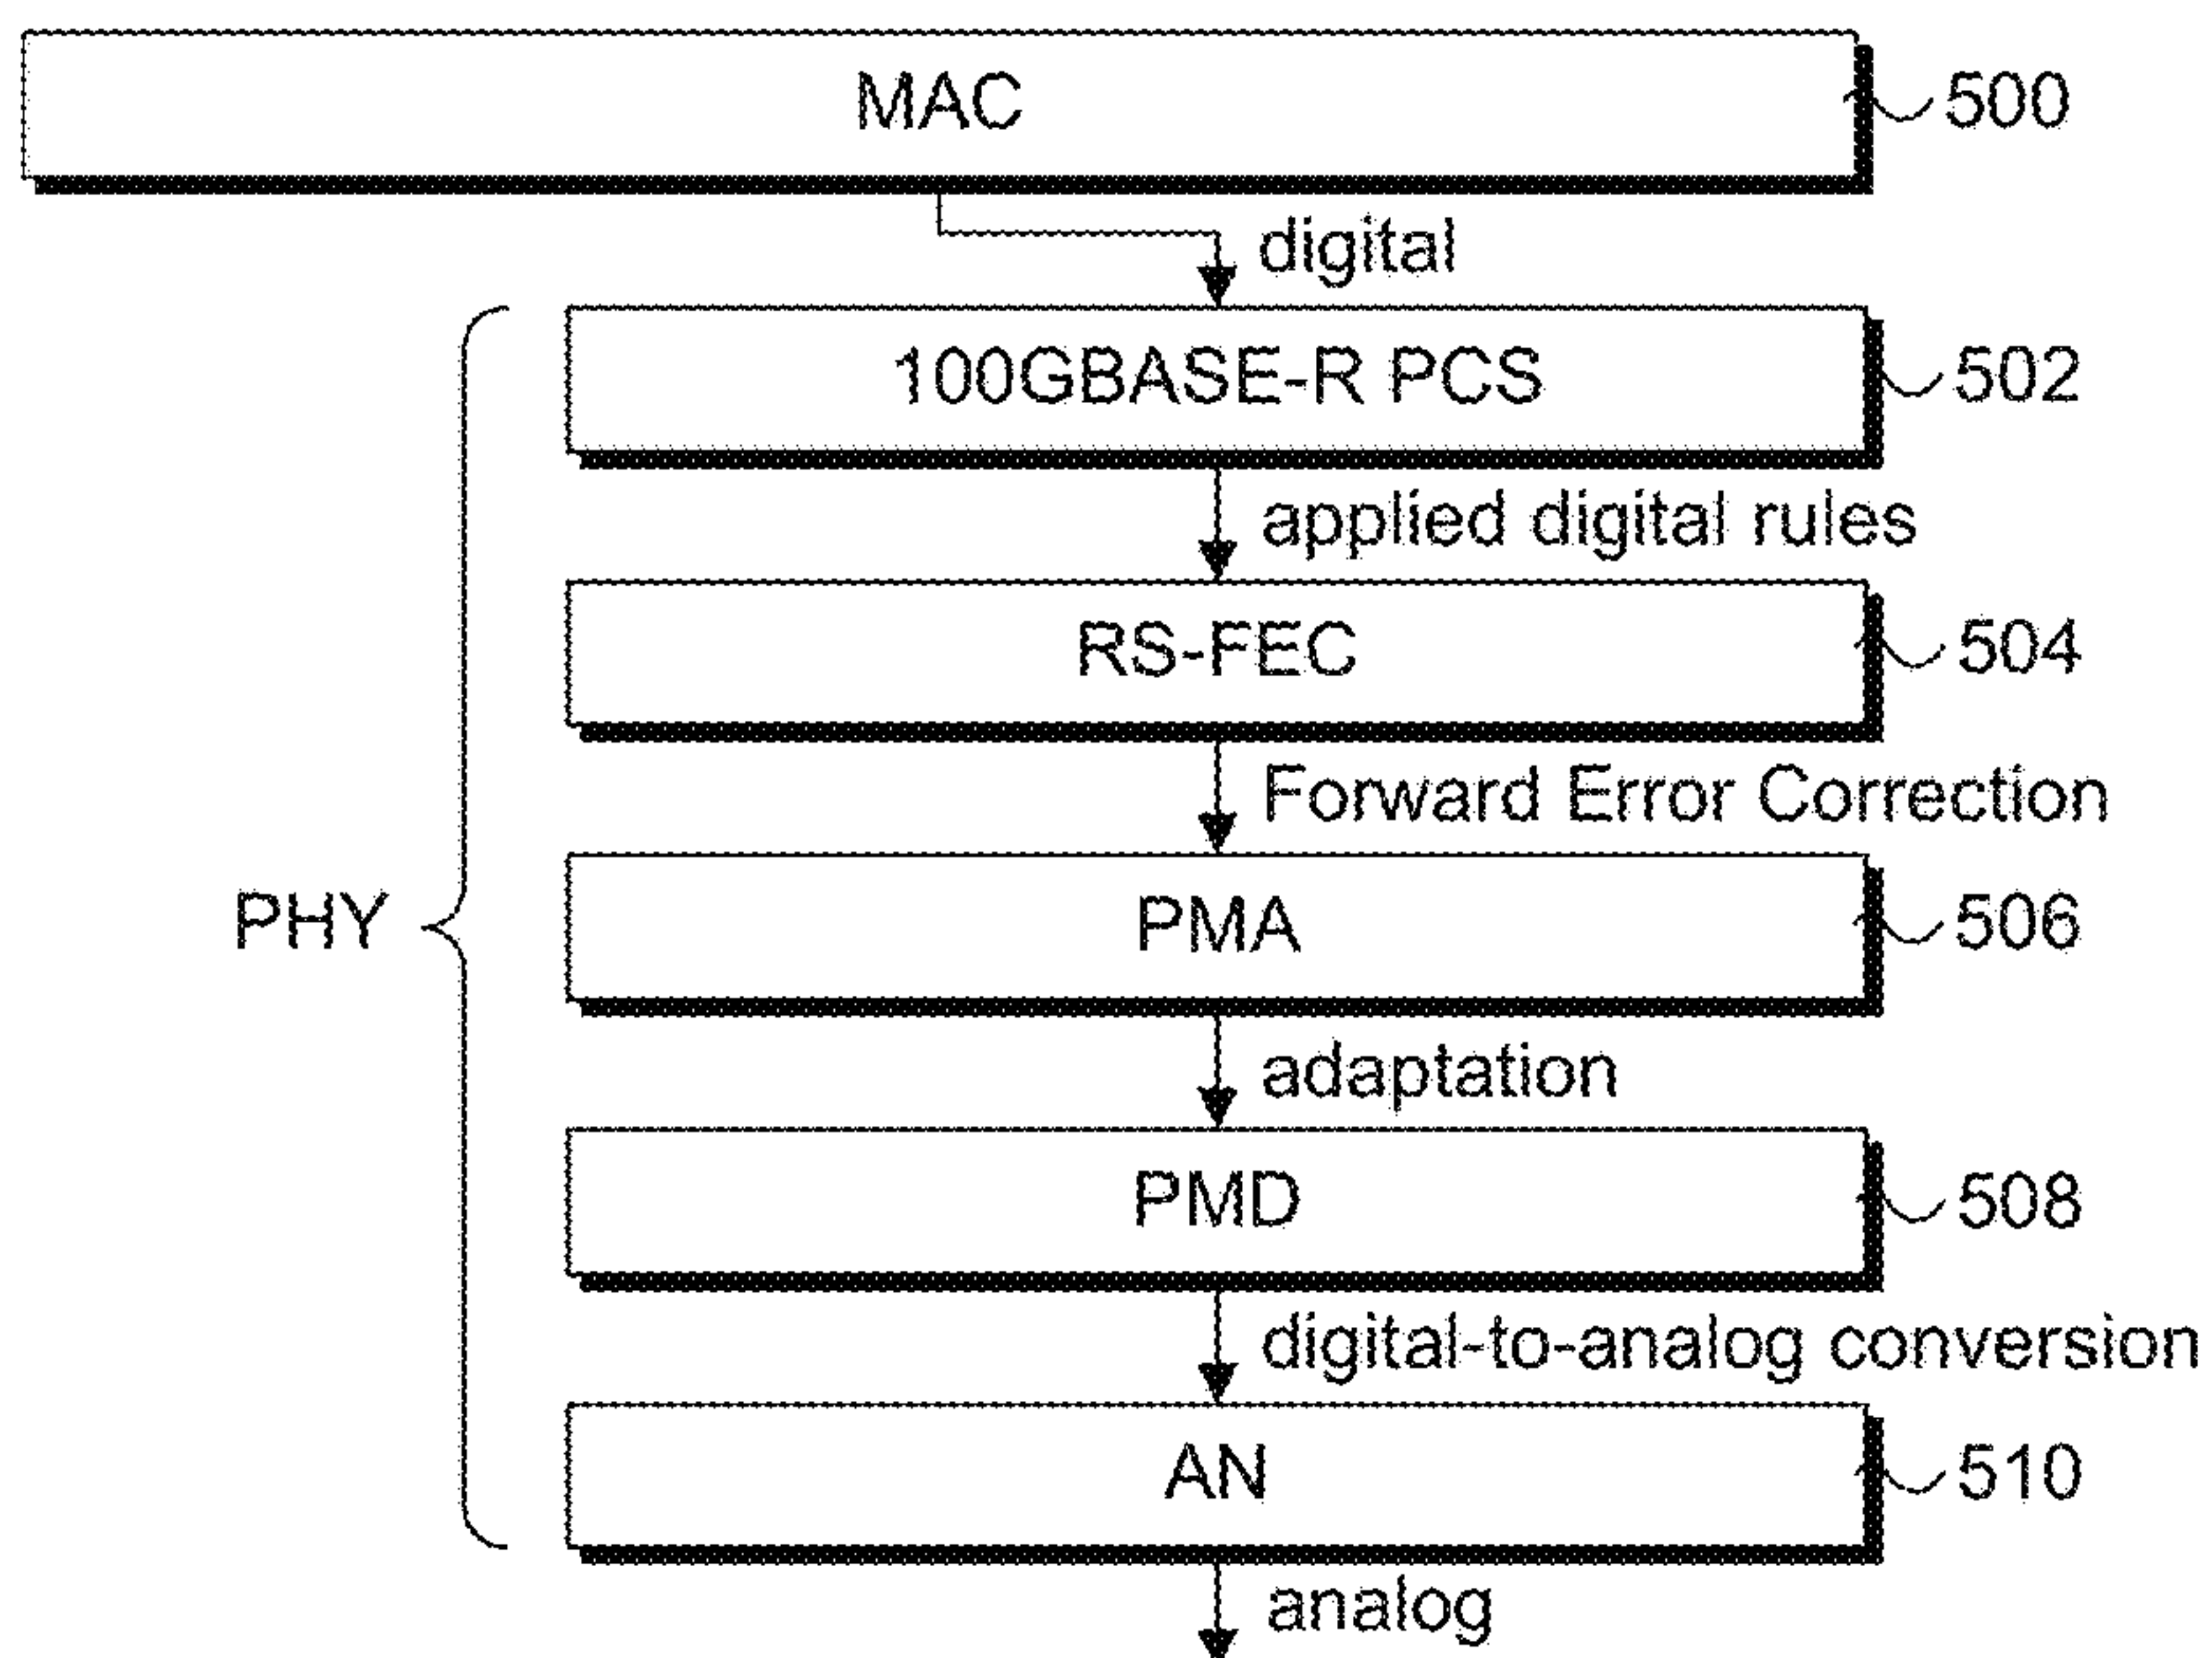 MAC
500
digital
100GBASE-R PCS
502
applied digital rules
RS-FEC
504
Forward Error Correction
PHY
PMA
506
adaptation
PMD
508
digital-to-analog conversion
AN
510
analog